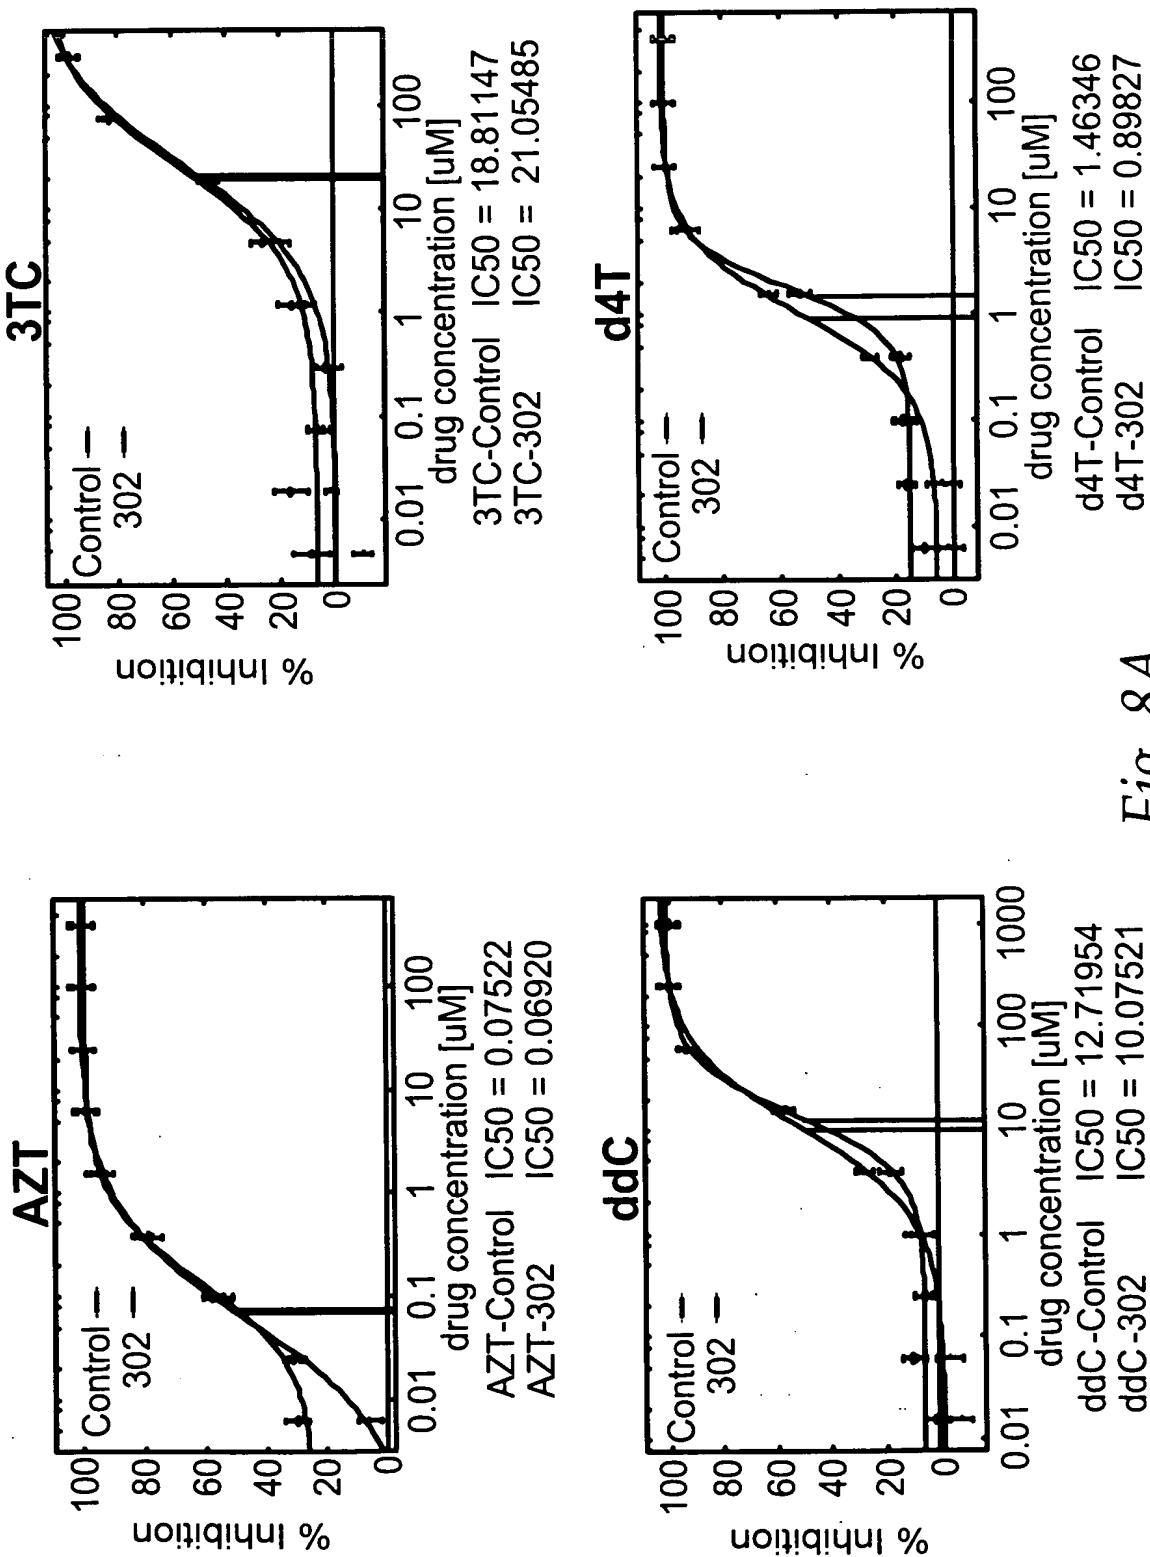 AZT
Control
302
100
80
60
40
20
0
% Inhibition
0.01 0.1 1 10 100
drug concentration [uM]
AZT-Control IC50 = 0.07522
AZT-302 IC50 = 0.06920
3TC
Control
302
100
80
60
40
20
0
% Inhibition
0.01 0.1 1 10 100
drug concentration [uM]
3TC-Control IC50 = 18.81147
3TC-302 IC50 = 21.05485
ddC
Control
302
100
80
60
40
20
0
% Inhibition
0.01 0.1 1 10 100 1000
drug concentration [uM]
ddC-Control IC50 = 12.71954
ddC-302 IC50 = 10.07521
d4T
Control
302
100
80
60
40
20
0
% Inhibition
0.01 0.1 1 10 100
drug concentration [uM]
d4T-Control IC50 = 1.46346
d4T-302 IC50 = 0.89827
Fig. 8A